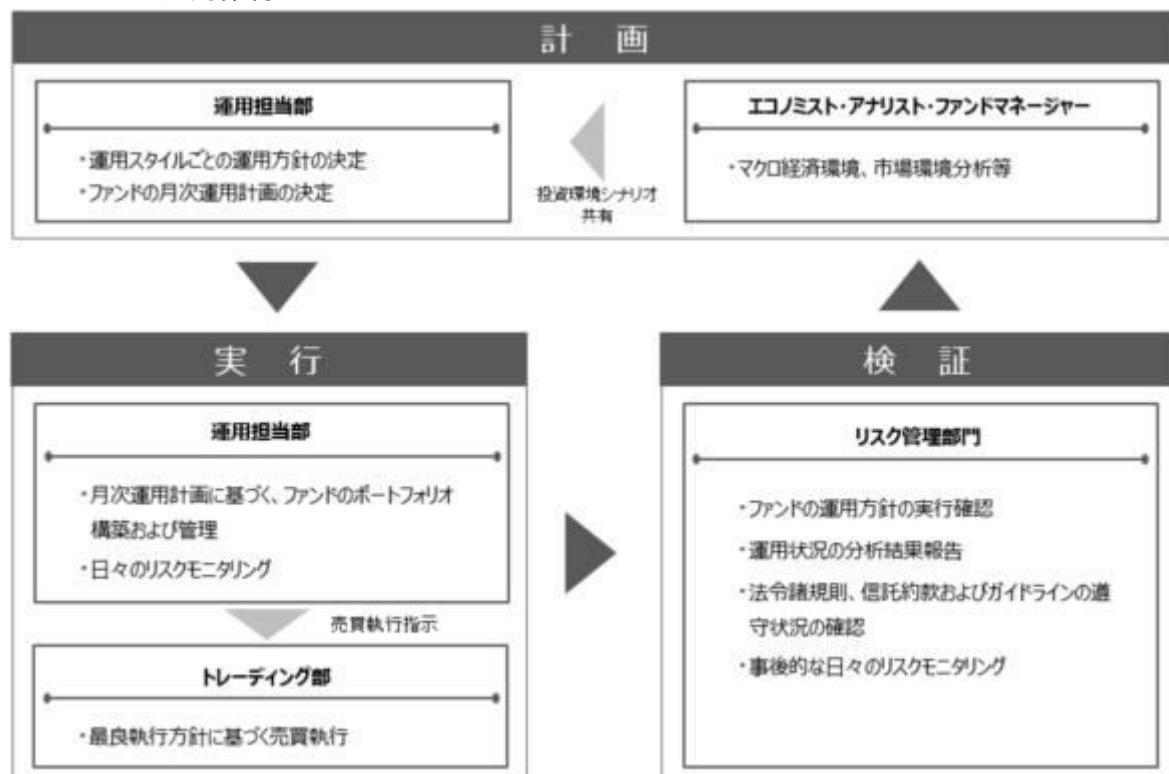 計 画
運用担当部
・運用スタイルごとの運用方針の決定
・ファンドの月次運用計画の決定
投資環境シナリオ
共有
エコノミスト・アナリスト・ファンドマネージャー
・マクロ経済環境、市場環境分析等
実 行
運用担当部
・月次運用計画に基づく、ファンドのポートフォリオ
構築および管理
・日々のリスクモニタリング
売買執行指示
トレーディング部
・最良執行方針に基づく売買執行
検 証
リスク管理部門
・ファンドの運用方針の実行確認
・運用状況の分析結果報告
・法令諸規則、信託約款およびガイドラインの遵
守状況の確認
・事後的な日々のリスクモニタリング